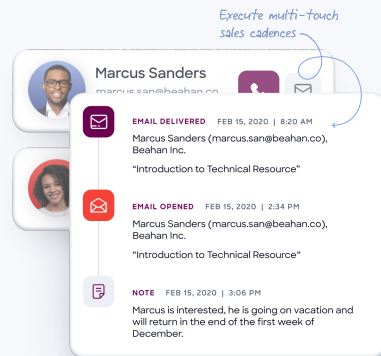 Execute multi-touch
sales cadences
Marcus Sanders
marcus.san@beahan.co
EMAIL DELIVERED FEB 15, 2020 | 8:20 AM
Marcus Sanders (marcus.san@beahan.co),
Beahan Inc.
“Introduction to Technical Resource”
EMAIL OPENED FEB 15, 2020 | 2:34 PM
Marcus Sanders (marcus.san@beahan.co),
Beahan Inc.
“Introduction to Technical Resource”
NOTE FEB 15, 2020 | 3:06 PM
Marcus is interested, he is going on vacation and
will return in the end of the first week of
December.